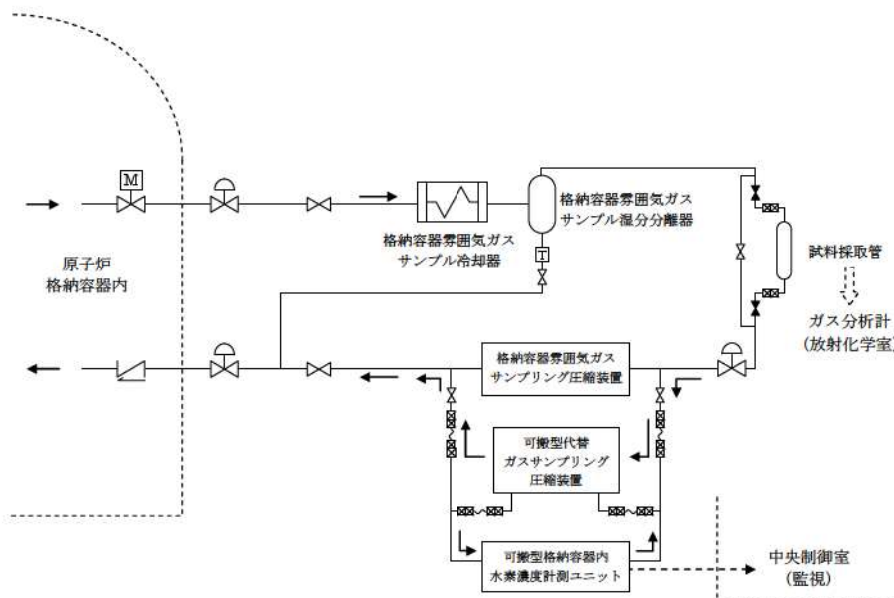 M
原子炉
格納容器内
格納容器雰囲気ガス
サンプル冷却器
格納容器雰囲気ガス
サンプル湿分分離器
T
試料採取管
ガス分析計
(放射化学室)
格納容器雰囲気ガス
サンプリング圧縮装置
可搬型代替
ガスサンプリング
圧縮装置
可搬型格納容器内
水素濃度計測ユニット
中央制御室
(監視)